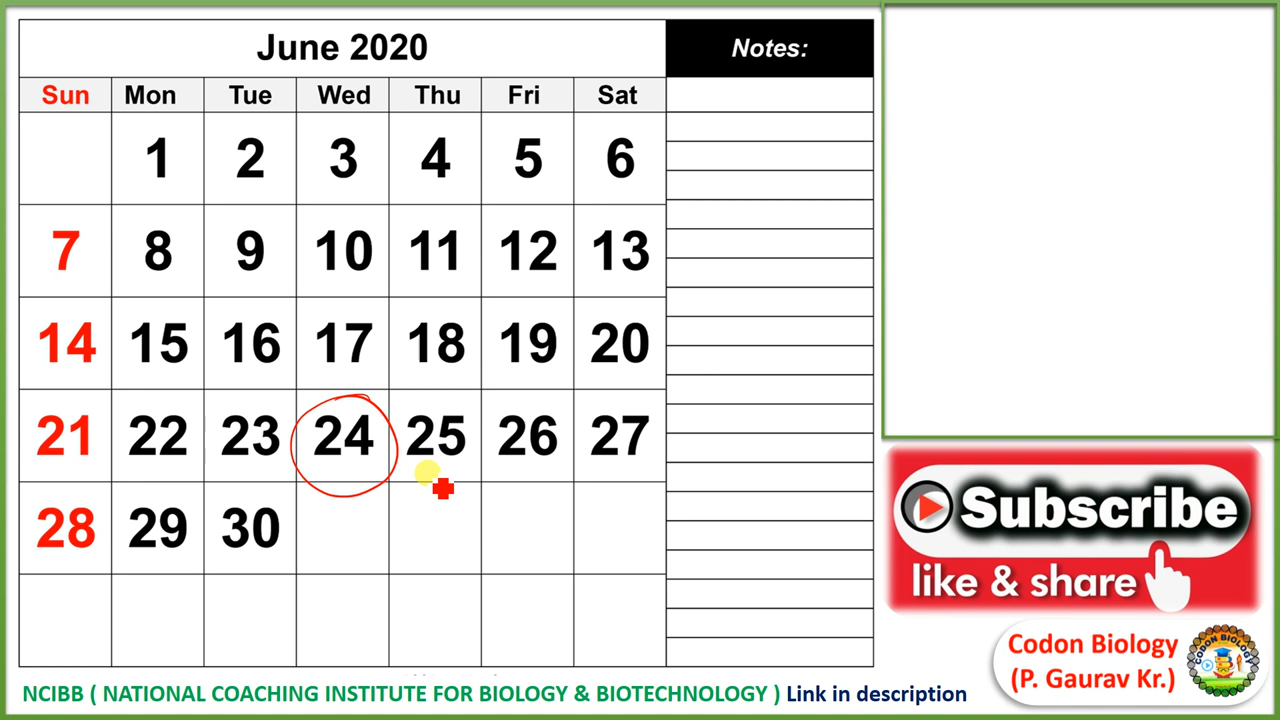 June 2020
Notes:
Sun Mon Tue Wed Thu Fri Sat
1 2 3 4 5 6
7 8 9 10 11 12 13
14 15 16 17 18 19 20
21 22 23 24 25 26 27
28 29 30
Subscribe
like & share
Codon Biology
(P. Gaurav Kr.)
CODON BIOLOGY
NCIBB ( NATIONAL COACHING INSTITUTE FOR BIOLOGY & BIOTECHNOLOGY ) Link in description